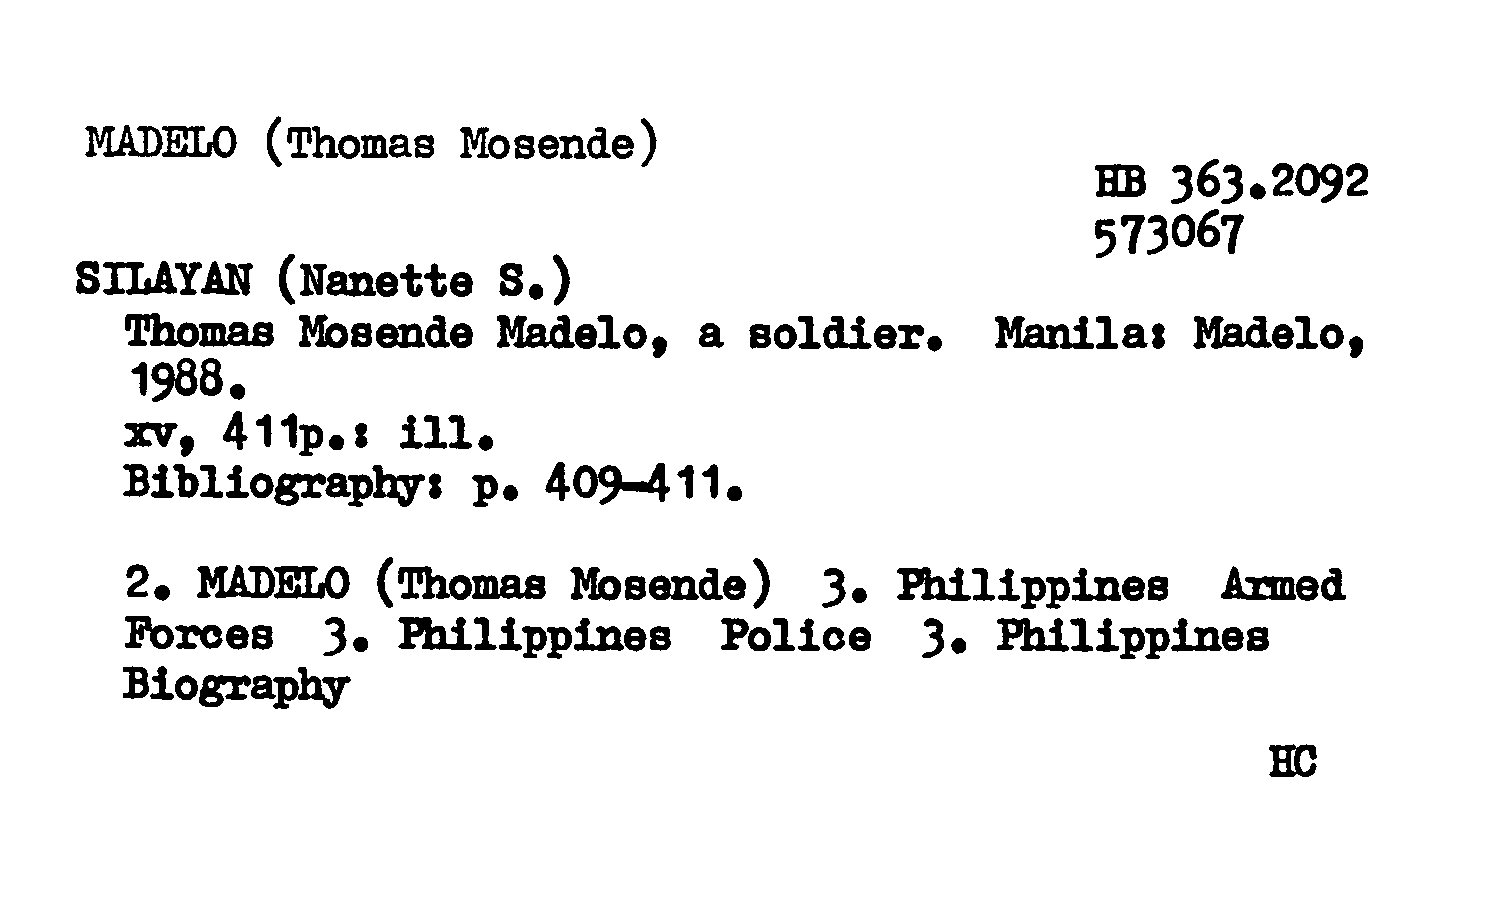 MADELO (Thomas Mosende)
HB 363.2092
573067
SILAYAN (Nanette S.)
Thomas Mosende Madelo, a soldier. Manila: Madelo,
1988.
xv, 411p.: ill.
Bibliography: p. 409-411.
2. MADELO (Thomas Mosende) 3. Philippines Armed
Forces 3. Philippines Police 3. Philippines
Biography
HC